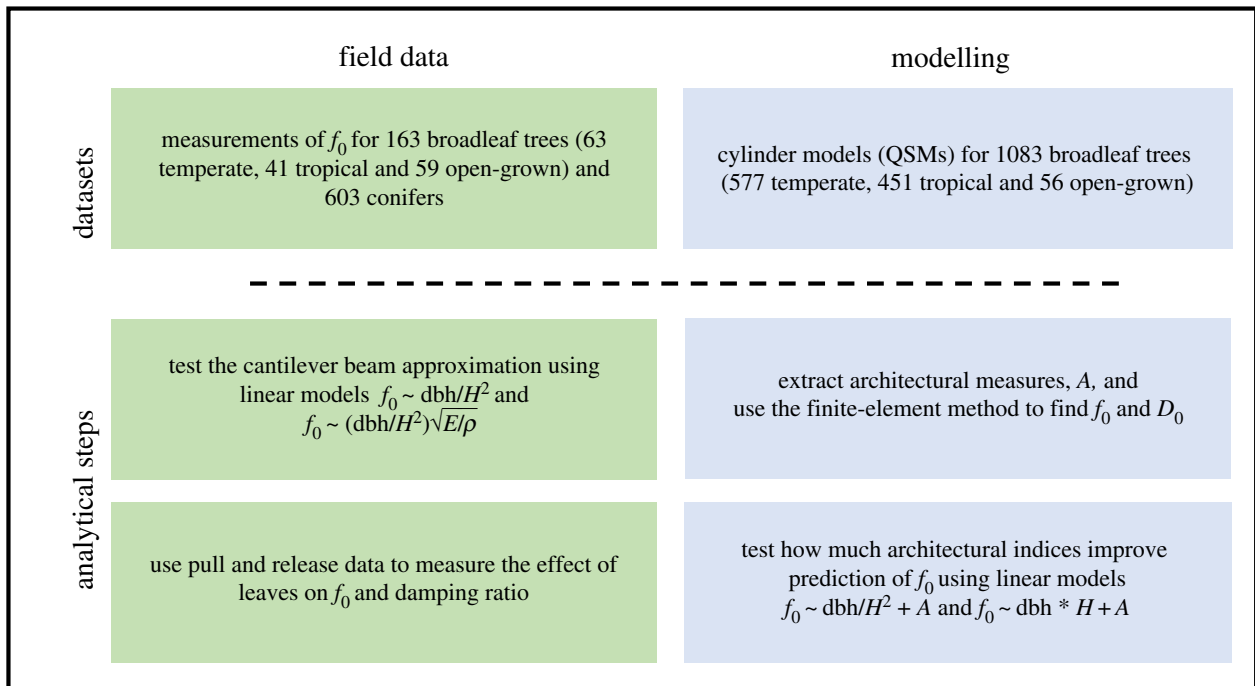 field data
modelling
datasets
measurements of f₀ for 163 broadleaf trees (63
temperate, 41 tropical and 59 open-grown) and
603 conifers
cylinder models (QSMs) for 1083 broadleaf trees
(577 temperate, 451 tropical and 56 open-grown)
analytical steps
test the cantilever beam approximation using
linear models f₀ ~ dbh/H² and
f₀ ~ (dbh/H²)√E/ρ
extract architectural measures, A, and
use the finite-element method to find f₀ and D₀
use pull and release data to measure the effect of
leaves on f₀ and damping ratio
test how much architectural indices improve
prediction of f₀ using linear models
f₀ ~ dbh/H² + A and f₀ ~ dbh * H + A